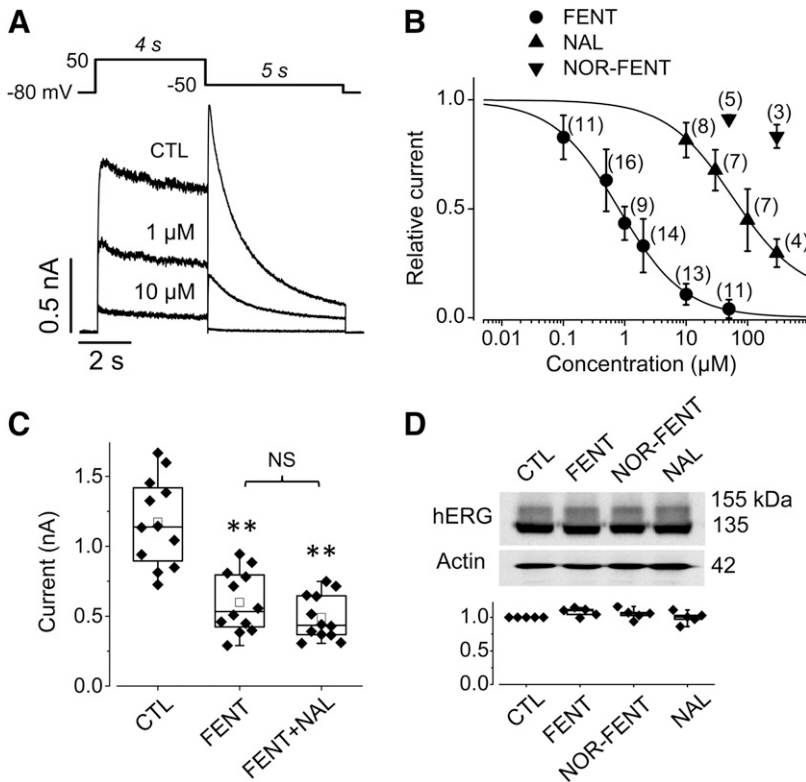 A
4 s
50
-50
5 s
-80 mV
CTL
1 µM
10 µM
0.5 nA
2 s
B
FENT
NAL
NOR-FENT
1.0
0.5
0.0
Relative current
(11)
(16)
(9)
(14)
(13)
(11)
(8)
(7)
(7)
(4)
(5)
(3)
0.01 0.1 1 10 100
Concentration (µM)
C
NS
1.5
1.0
0.5
0.0
Current (nA)
**
**
CTL
FENT
FENT+NAL
D
CTL
FENT
NOR-FENT
NAL
hERG
155 kDa
135
Actin
42
1.0
0.5
0.0
CTL
FENT
NOR-FENT
NAL